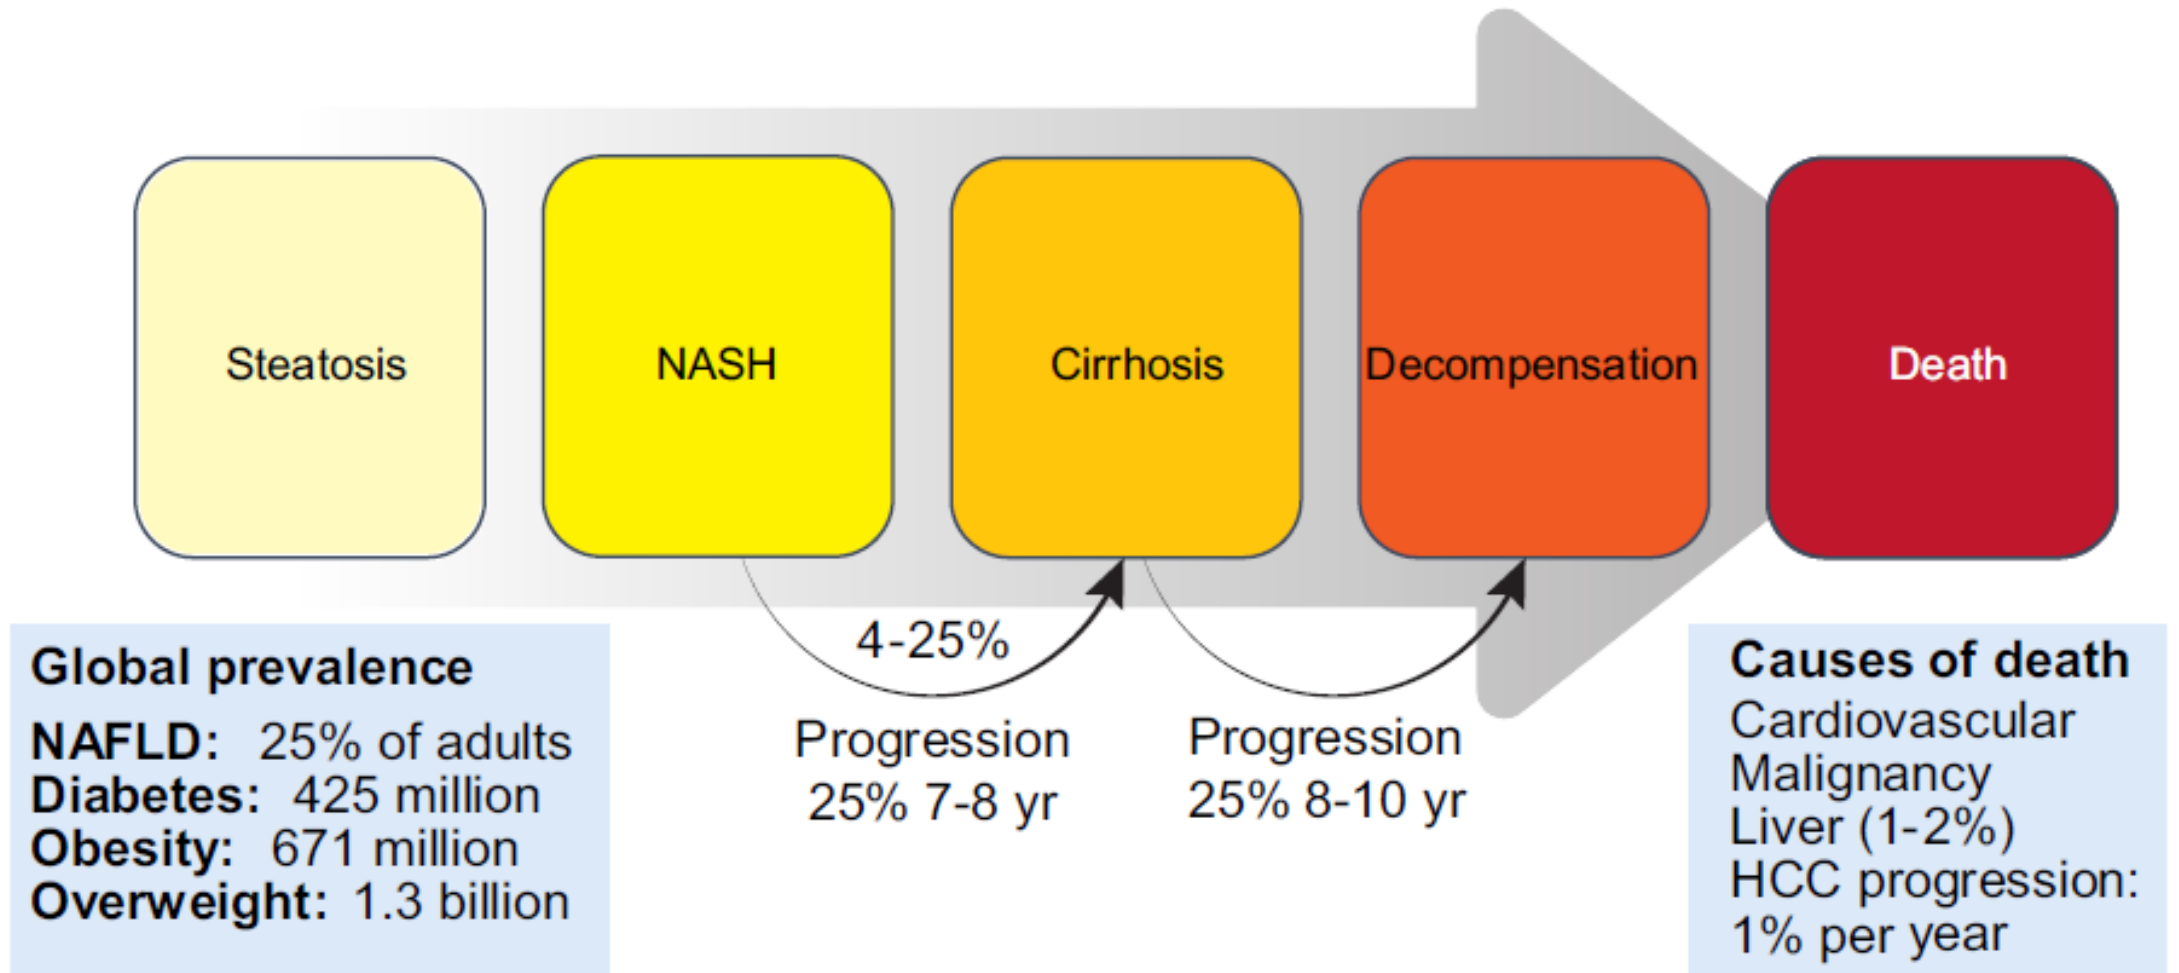 Steatosis
NASH
Cirrhosis
Decompensation
Death
4-25%
Progression
25% 7-8 yr
Progression
25% 8-10 yr
Global prevalence
NAFLD: 25% of adults
Diabetes: 425 million
Obesity: 671 million
Overweight: 1.3 billion
Causes of death
Cardiovascular
Malignancy
Liver (1-2%)
HCC progression:
1% per year